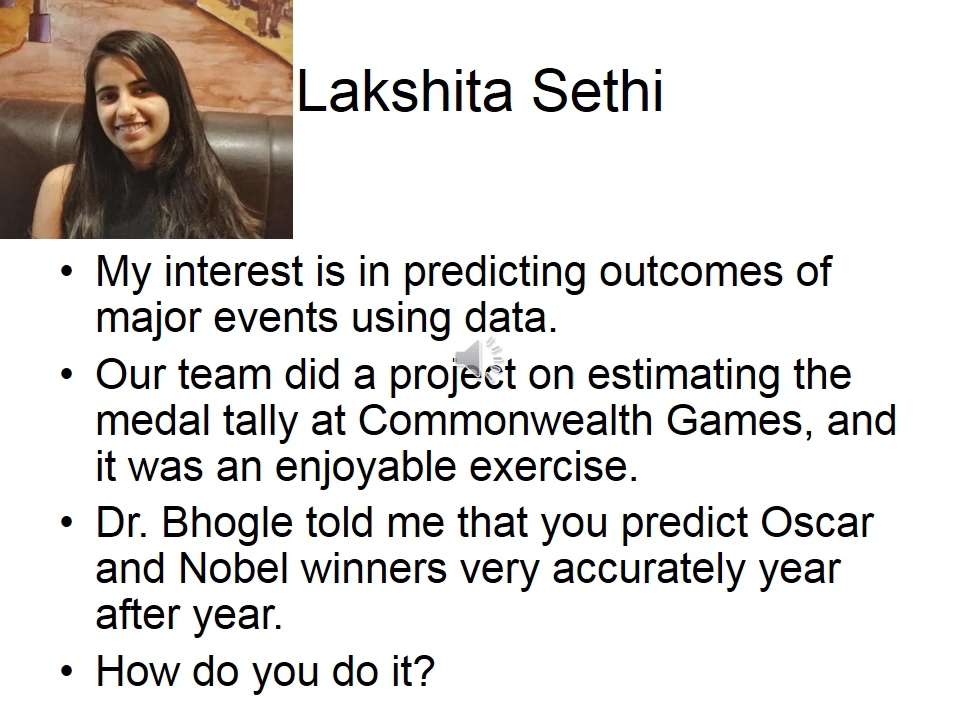 Lakshita Sethi
• My interest is in predicting outcomes of
major events using data.
• Our team did a project on estimating the
medal tally at Commonwealth Games, and
it was an enjoyable exercise.
• Dr. Bhogle told me that you predict Oscar
and Nobel winners very accurately year
after year.
• How do you do it?